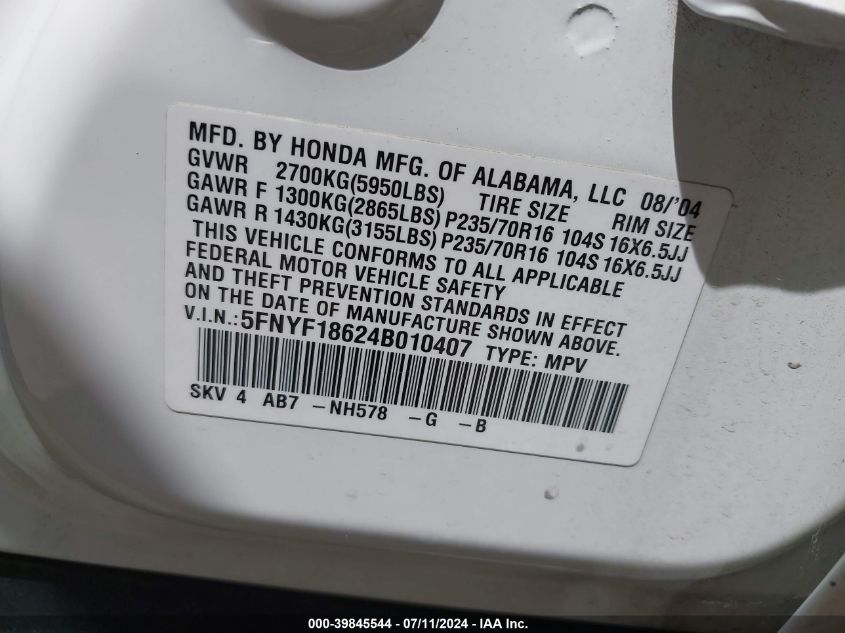 MFD. BY HONDA MFG. OF ALABAMA, LLC 08/'04
GVWR 2700KG(5950LBS) TIRE SIZE RIM SIZE
GAWR F 1300KG(2865LBS) P235/70R16 104S 16X6.5JJ
GAWR R 1430KG(3155LBS) P235/70R16 104S 16X6.5JJ
THIS VEHICLE CONFORMS TO ALL APPLICABLE
FEDERAL MOTOR VEHICLE SAFETY
AND THEFT PREVENTION STANDARDS IN EFFECT
ON THE DATE OF MANUFACTURE SHOWN ABOVE.
V.I.N.: 5FNYF18624B010407 TYPE: MPV
SKV 4 AB7 -NH578 -G -B
000-39845544 / 07/11/2024 - IAA Inc.